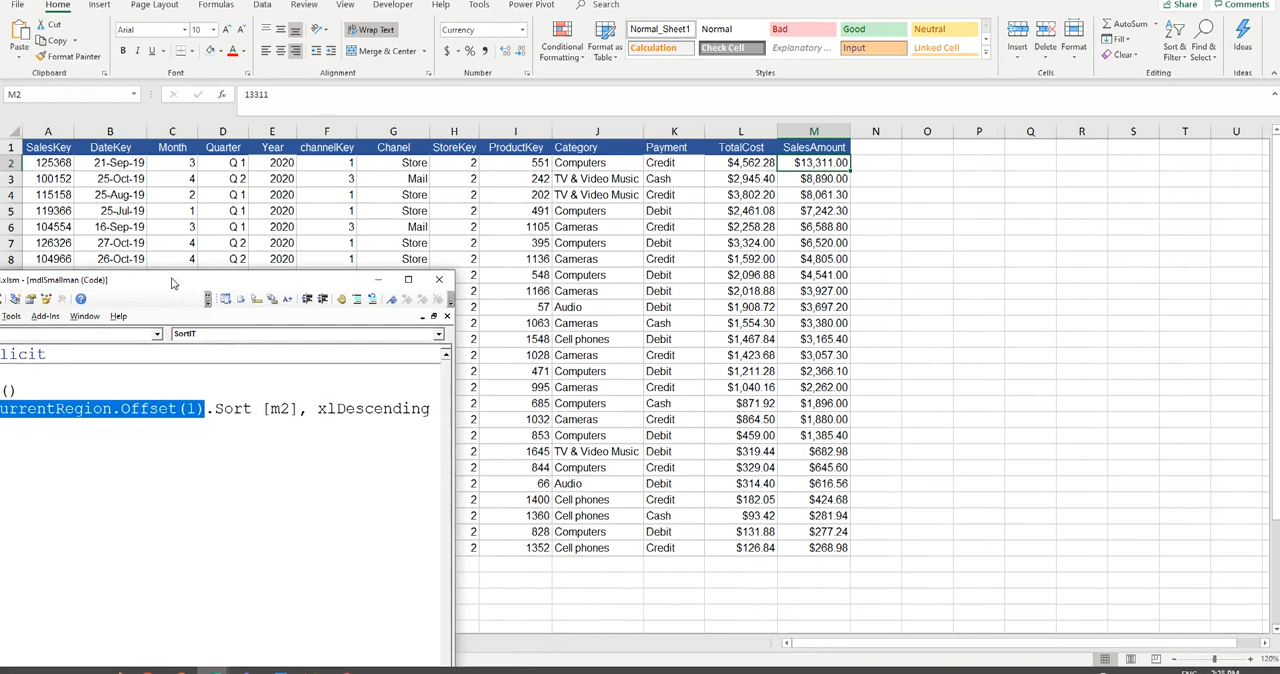 File Home Insert Page Layout Formulas Data Review View Developer Help Tools Power Pivot Search Share Comments
Cut
Copy
Format Painter
Paste
Clipboard
Arial 10
B I U
Font
Wrap Text
Merge & Center
Alignment
Currency
$ % 9
Number
Conditional Formatting
Format as Table
Normal_Sheet1 Normal Bad Good Neutral
Calculation Check Cell Explanatory ... Input Linked Cell
Styles
Insert Delete Format
Cells
AutoSum
Fill
Clear
Sort & Filter
Find & Select
Editing
Ideas
Ideas
M2 fx 13311
A B C D E F G H I J K L M N O P Q R S T U
1 SalesKey DateKey Month Quarter Year channelKey Chanel StoreKey ProductKey Category Payment TotalCost SalesAmount
2 125368 21-Sep-19 3 Q 1 2020 1 Store 2 551 Computers Credit $4,562.28 $13,311.00
3 100152 25-Oct-19 4 Q 2 2020 3 Mail 2 242 TV & Video Music Cash $2,945.40 $8,890.00
4 115158 25-Aug-19 2 Q 1 2020 1 Store 2 202 TV & Video Music Credit $3,802.20 $8,061.30
5 119366 25-Jul-19 1 Q 1 2020 1 Store 2 491 Computers Debit $2,461.08 $7,242.30
6 104554 16-Sep-19 3 Q 1 2020 3 Mail 2 1105 Cameras Credit $2,258.28 $6,588.80
7 126326 27-Oct-19 4 Q 2 2020 1 Store 2 395 Computers Debit $3,324.00 $6,520.00
8 104966 26-Oct-19 4 Q 2 2020 1 Store 2 1136 Cameras Credit $1,592.00 $4,805.00
2 548 Computers Debit $2,096.88 $4,541.00
2 1166 Cameras Debit $2,018.88 $3,927.00
2 57 Audio Debit $1,908.72 $3,697.20
2 1063 Cameras Cash $1,554.30 $3,380.00
2 1548 Cell phones Debit $1,467.84 $3,165.40
2 1028 Cameras Credit $1,423.68 $3,057.30
2 471 Computers Debit $1,211.28 $2,366.10
2 995 Cameras Credit $1,040.16 $2,262.00
2 685 Computers Cash $871.92 $1,896.00
2 1032 Cameras Credit $864.50 $1,880.00
2 853 Computers Debit $459.00 $1,385.40
2 1645 TV & Video Music Debit $319.44 $682.98
2 844 Computers Credit $329.04 $645.60
2 66 Audio Debit $314.40 $616.56
2 1400 Cell phones Credit $182.05 $424.68
2 1360 Cell phones Cash $93.42 $281.94
2 828 Computers Debit $131.88 $277.24
2 1352 Cell phones Credit $126.84 $268.98
.xlsm - [mdlSmallman (Code)]
Tools Add-Ins Window Help
SortIT
licit
()
urrentRegion.Offset(1).Sort [m2], xlDescending
120%
ENG